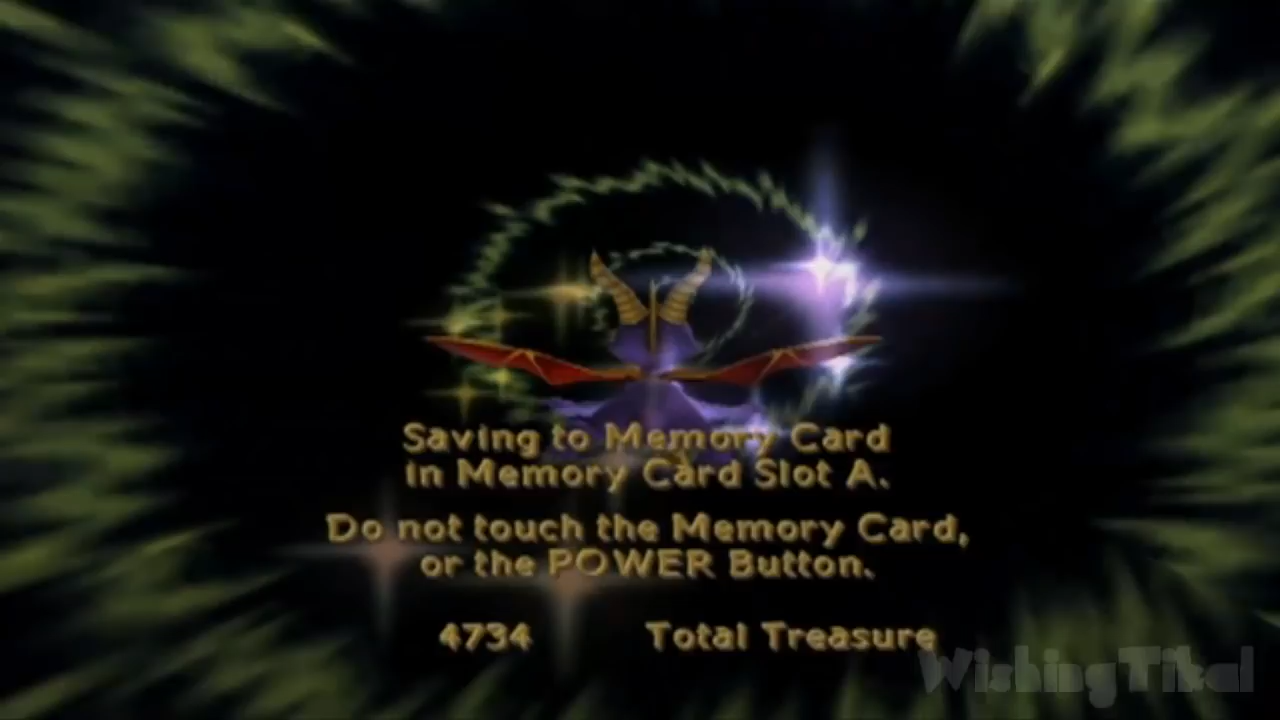 Saving to Memory Card
in Memory Card Slot A.
Do not touch the Memory Card,
or the POWER Button.
4734 Total Treasure
WishingTikal